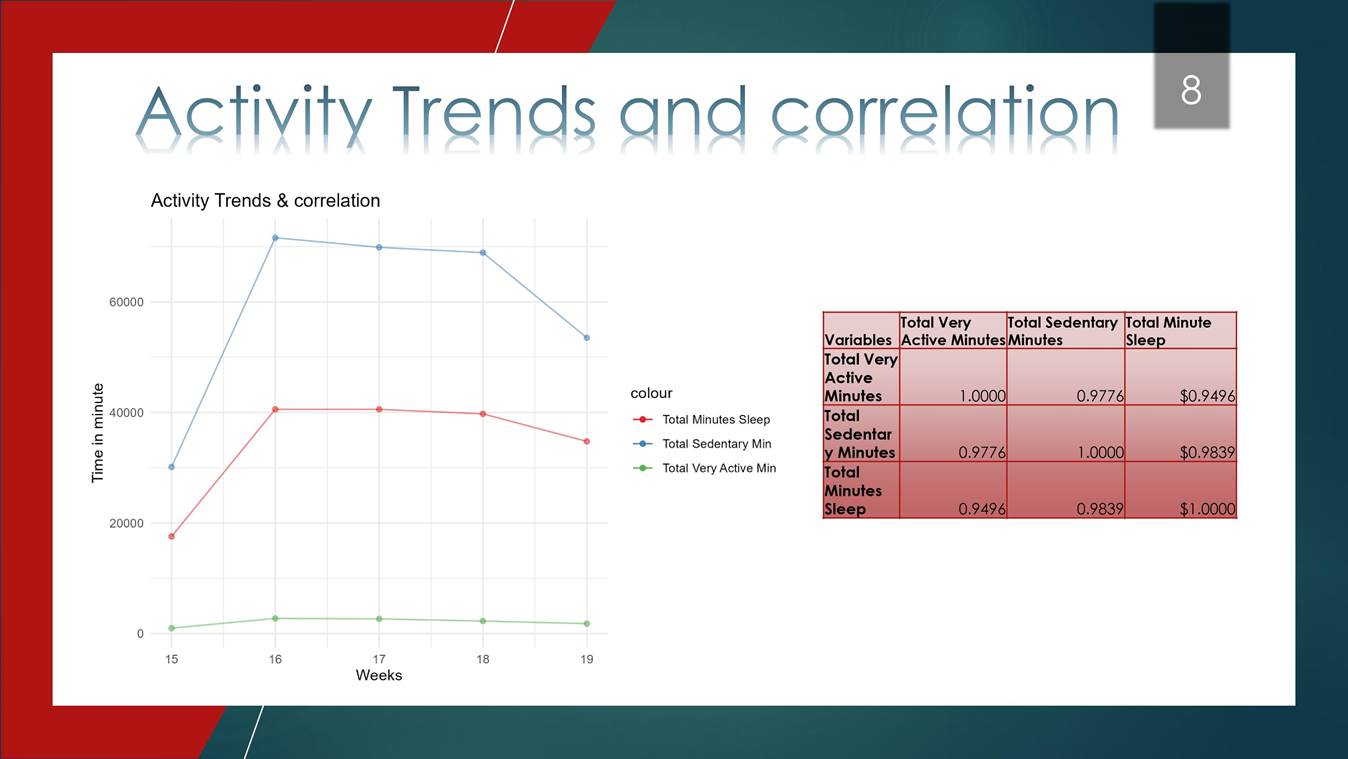 8
Activity Trends and correlation
Activity Trends & correlation
Time in minute
60000
40000
20000
0
15 16 17 18 19
Weeks
colour
Total Minutes Sleep
Total Sedentary Min
Total Very Active Min
Variables Total Very Active Minutes Total Sedentary Minutes Total Minute Sleep
Total Very Active Minutes 1.0000 0.9776 $0.9496
Total Sedentary Minutes 0.9776 1.0000 $0.9839
Total Minutes Sleep 0.9496 0.9839 $1.0000